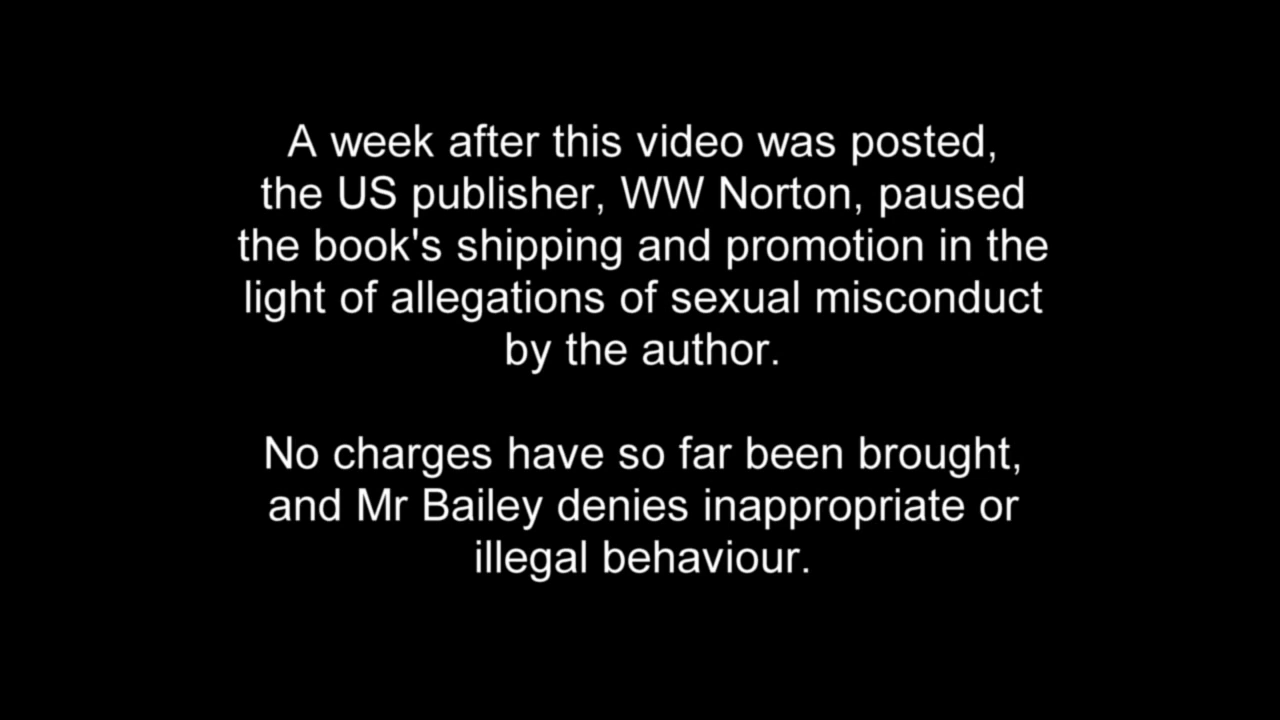 A week after this video was posted,
the US publisher, WW Norton, paused
the book's shipping and promotion in the
light of allegations of sexual misconduct
by the author.
No charges have so far been brought,
and Mr Bailey denies inappropriate or
illegal behaviour.